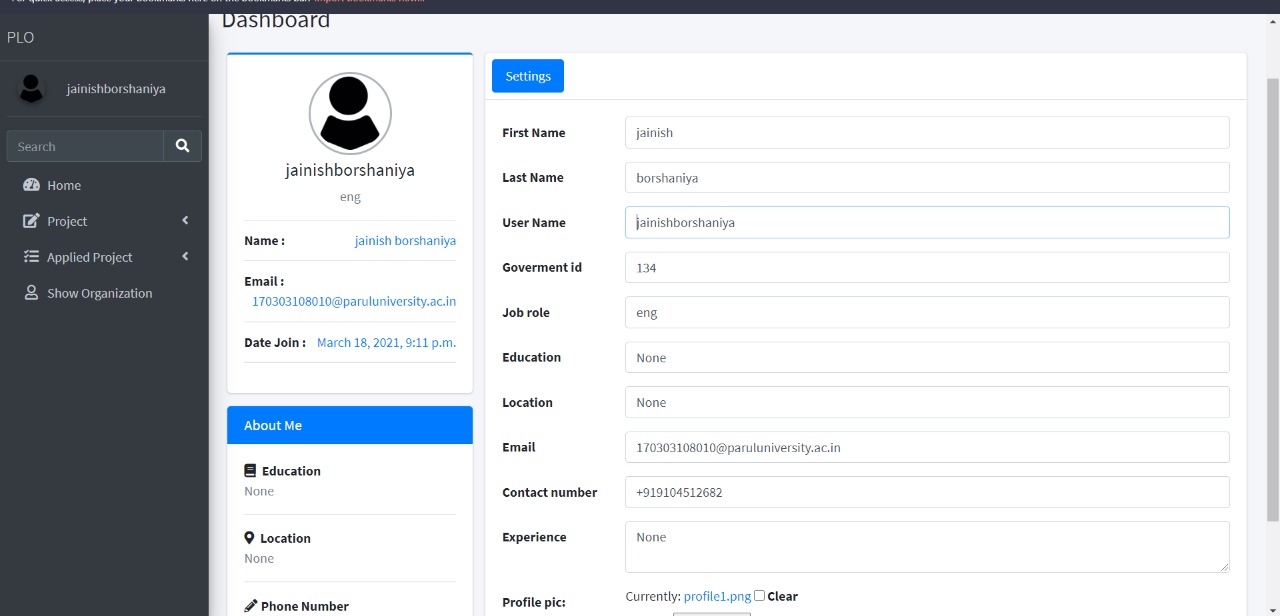 For quick access, place your bookmarks here on the bookmarks bar. Import bookmarks now...
Dashboard
PLO
jainishborshaniya
Search
Home
Project
Applied Project
Show Organization
jainishborshaniya
eng
Name : jainish borshaniya
Email :
170303108010@paruluniversity.ac.in
Date Join : March 18, 2021, 9:11 p.m.
About Me
Education
None
Location
None
Phone Number
Settings
First Name jainish
Last Name borshaniya
User Name jainishborshaniya
Goverment id 134
Job role eng
Education None
Location None
Email 170303108010@paruluniversity.ac.in
Contact number +919104512682
Experience None
Profile pic: Currently: profile1.png Clear